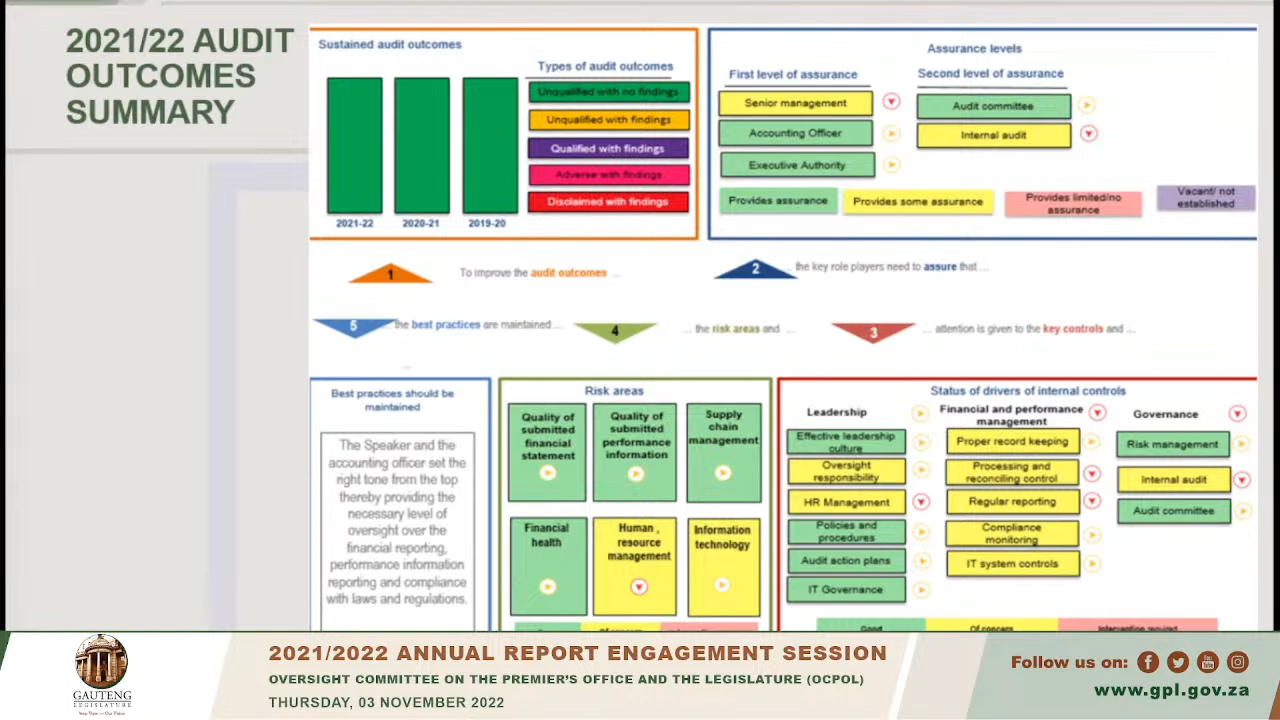 2021/22 AUDIT
OUTCOMES
SUMMARY
Sustained audit outcomes
Types of audit outcomes
Unqualified with no findings
Unqualified with findings
Qualified with findings
Adverse with findings
Disclaimed with findings
2021-22
2020-21
2019-20
Assurance levels
First level of assurance
Second level of assurance
Senior management
Accounting Officer
Executive Authority
Audit committee
Internal audit
Provides assurance
Provides some assurance
Provides limited/no
assurance
Vacant/ not
established
1
To improve the audit outcomes ...
2
... the key role players need to assure that ...
5
... the best practices are maintained ...
4
... the risk areas and ...
3
... attention is given to the key controls and ...
...
Best practices should be
maintained
The Speaker and the
accounting officer set the
right tone from the top
thereby providing the
necessary level of
oversight over the
financial reporting,
performance information
reporting and compliance
with laws and regulations.
Risk areas
Quality of
submitted
financial
statement
Quality of
submitted
performance
information
Supply
chain
management
Financial
health
Human
resource
management
Information
technology
Of concern
Status of drivers of internal controls
Leadership
Effective leadership
culture
Oversight
responsibility
HR Management
Policies and
procedures
Audit action plans
IT Governance
Financial and performance
management
Proper record keeping
Processing and
reconciling control
Regular reporting
Compliance
monitoring
IT system controls
Governance
Risk management
Internal audit
Audit committee
Good
Of concern
Intervention required
GAUTENG
LEGISLATURE
Your View — Our Vision
2021/2022 ANNUAL REPORT ENGAGEMENT SESSION
OVERSIGHT COMMITTEE ON THE PREMIER'S OFFICE AND THE LEGISLATURE (OCPOL)
THURSDAY, 03 NOVEMBER 2022
Follow us on:
www.gpl.gov.za